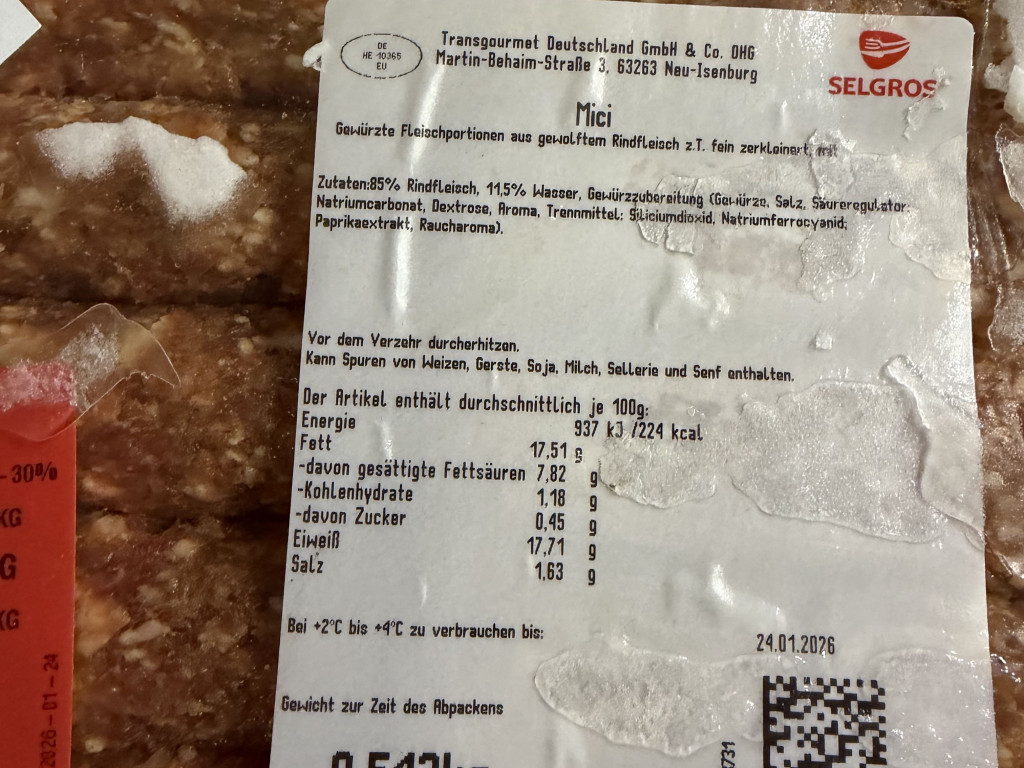 DE
HE 10365
EU
Transgourmet Deutschland GmbH & Co. OHG
Martin-Behaim-Straße 3, 63263 Neu-Isenburg
SELGROS
Mici
Gewürzte Fleischportionen aus gewolftem Rindfleisch z.T. fein zerkleinert, mit
Zutaten:85% Rindfleisch, 11,5% Wasser, Gewürzzubereitung (Gewürze, Salz, Säureregulator:
Natriumcarbonat, Dextrose, Aroma, Trennmittel: Siliciumdioxid, Natriumferrocyanid;
Paprikaextrakt, Raucharoma).
Vor dem Verzehr durcherhitzen.
Kann Spuren von Weizen, Gerste, Soja, Milch, Sellerie und Senf enthalten.
Der Artikel enthält durchschnittlich je 100g:
Energie 937 kJ /224 kcal
Fett 17,51 g
-davon gesättigte Fettsäuren 7,82 g
-Kohlenhydrate 1,18 g
-davon Zucker 0,45 g
Eiweiß 17,71 g
Salz 1,63 g
Bei +2°C bis +4°C zu verbrauchen bis:
24.01.2026
Gewicht zur Zeit des Abpackens
8731
- 30%
KG
G
KG
2026-01-24